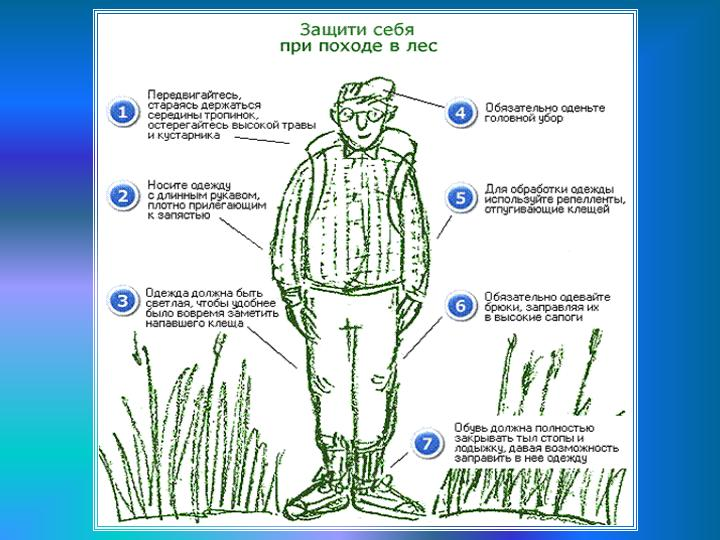 Защити себя
при походе в лес
1
Передвигайтесь,
стараясь держаться
середины тропинок,
остерегайтесь высокой травы
и кустарника
2
Носите одежду
с длинным рукавом,
плотно прилегающим
к запястью
3
Одежда должна быть
светлая, чтобы удобнее
было вовремя заметить
напавшего клеща
4
Обязательно оденьте
головной убор
5
Для обработки одежды
используйте репелленты,
отпугивающие клещей
6
Обязательно одевайте
брюки, заправляя их
в высокие сапоги
7
Обувь должна полностью
закрывать тыл стопы и
лодыжку, давая возможность
заправить в нее одежду